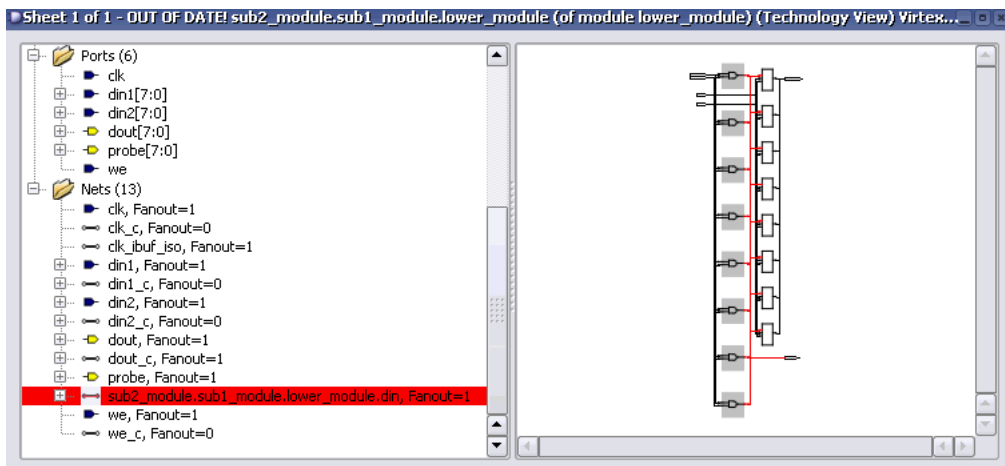 Sheet 1 of 1 - OUT OF DATE! sub2_module.sub1_module.lower_module (of module lower_module) (Technology View) Virtex...
Ports (6)
clk
din1[7:0]
din2[7:0]
dout[7:0]
probe[7:0]
we
Nets (13)
clk, Fanout=1
clk_c, Fanout=0
clk_ibuf_iso, Fanout=1
din1, Fanout=1
din1_c, Fanout=0
din2, Fanout=1
din2_c, Fanout=0
dout, Fanout=1
dout_c, Fanout=1
probe, Fanout=1
sub2_module.sub1_module.lower_module.din, Fanout=1
we, Fanout=1
we_c, Fanout=0